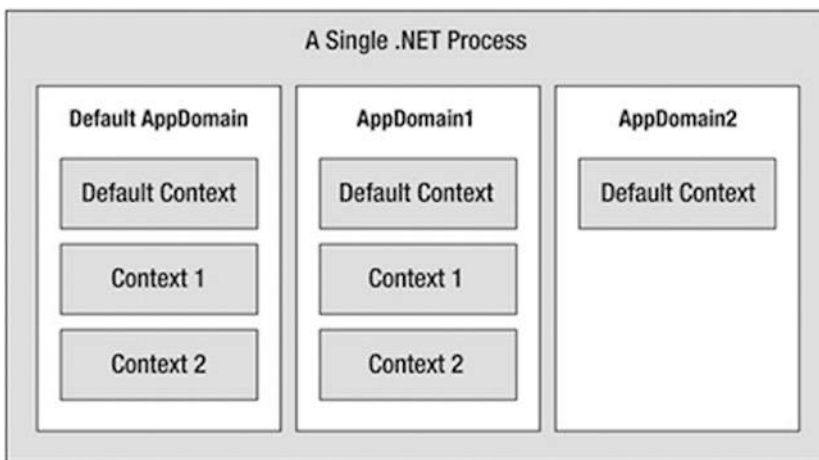 A Single .NET Process
Default AppDomain
Default Context
Context 1
Context 2
AppDomain1
Default Context
Context 1
Context 2
AppDomain2
Default Context